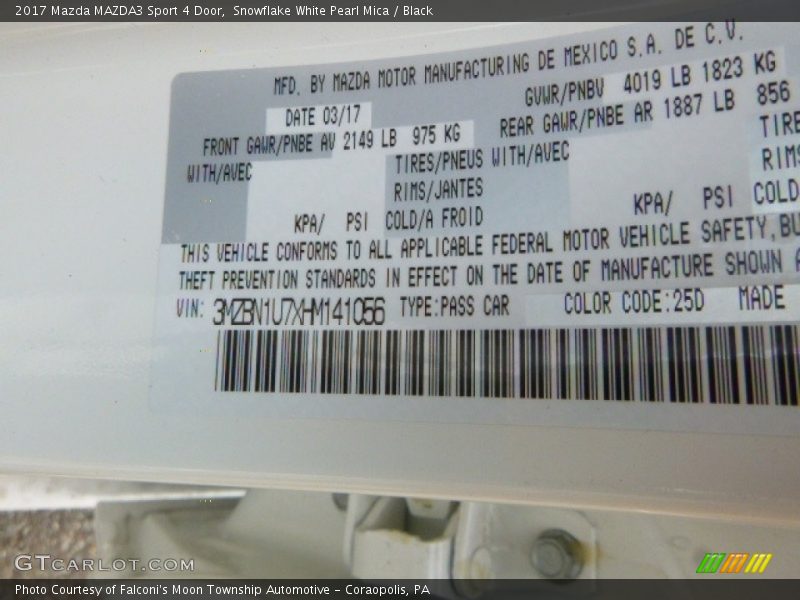 2017 Mazda MAZDA3 Sport 4 Door, Snowflake White Pearl Mica / Black
MFD. BY MAZDA MOTOR MANUFACTURING DE MEXICO S.A. DE C.V.
DATE 03/17 GVWR/PNBV 4019 LB 1823 KG
FRONT GAWR/PNBE AV 2149 LB 975 KG REAR GAWR/PNBE AR 1887 LB 856
WITH/AVEC TIRES/PNEUS WITH/AVEC TIRE
RIMS/JANTES RIMS
KPA/ PSI COLD/A FROID KPA/ PSI COLD
THIS VEHICLE CONFORMS TO ALL APPLICABLE FEDERAL MOTOR VEHICLE SAFETY, BU
THEFT PREVENTION STANDARDS IN EFFECT ON THE DATE OF MANUFACTURE SHOWN A
VIN: 3MZBN1U7XHM141056 TYPE:PASS CAR COLOR CODE:25D MADE
GTCARLOT.COM
Photo Courtesy of Falconi's Moon Township Automotive - Coraopolis, PA